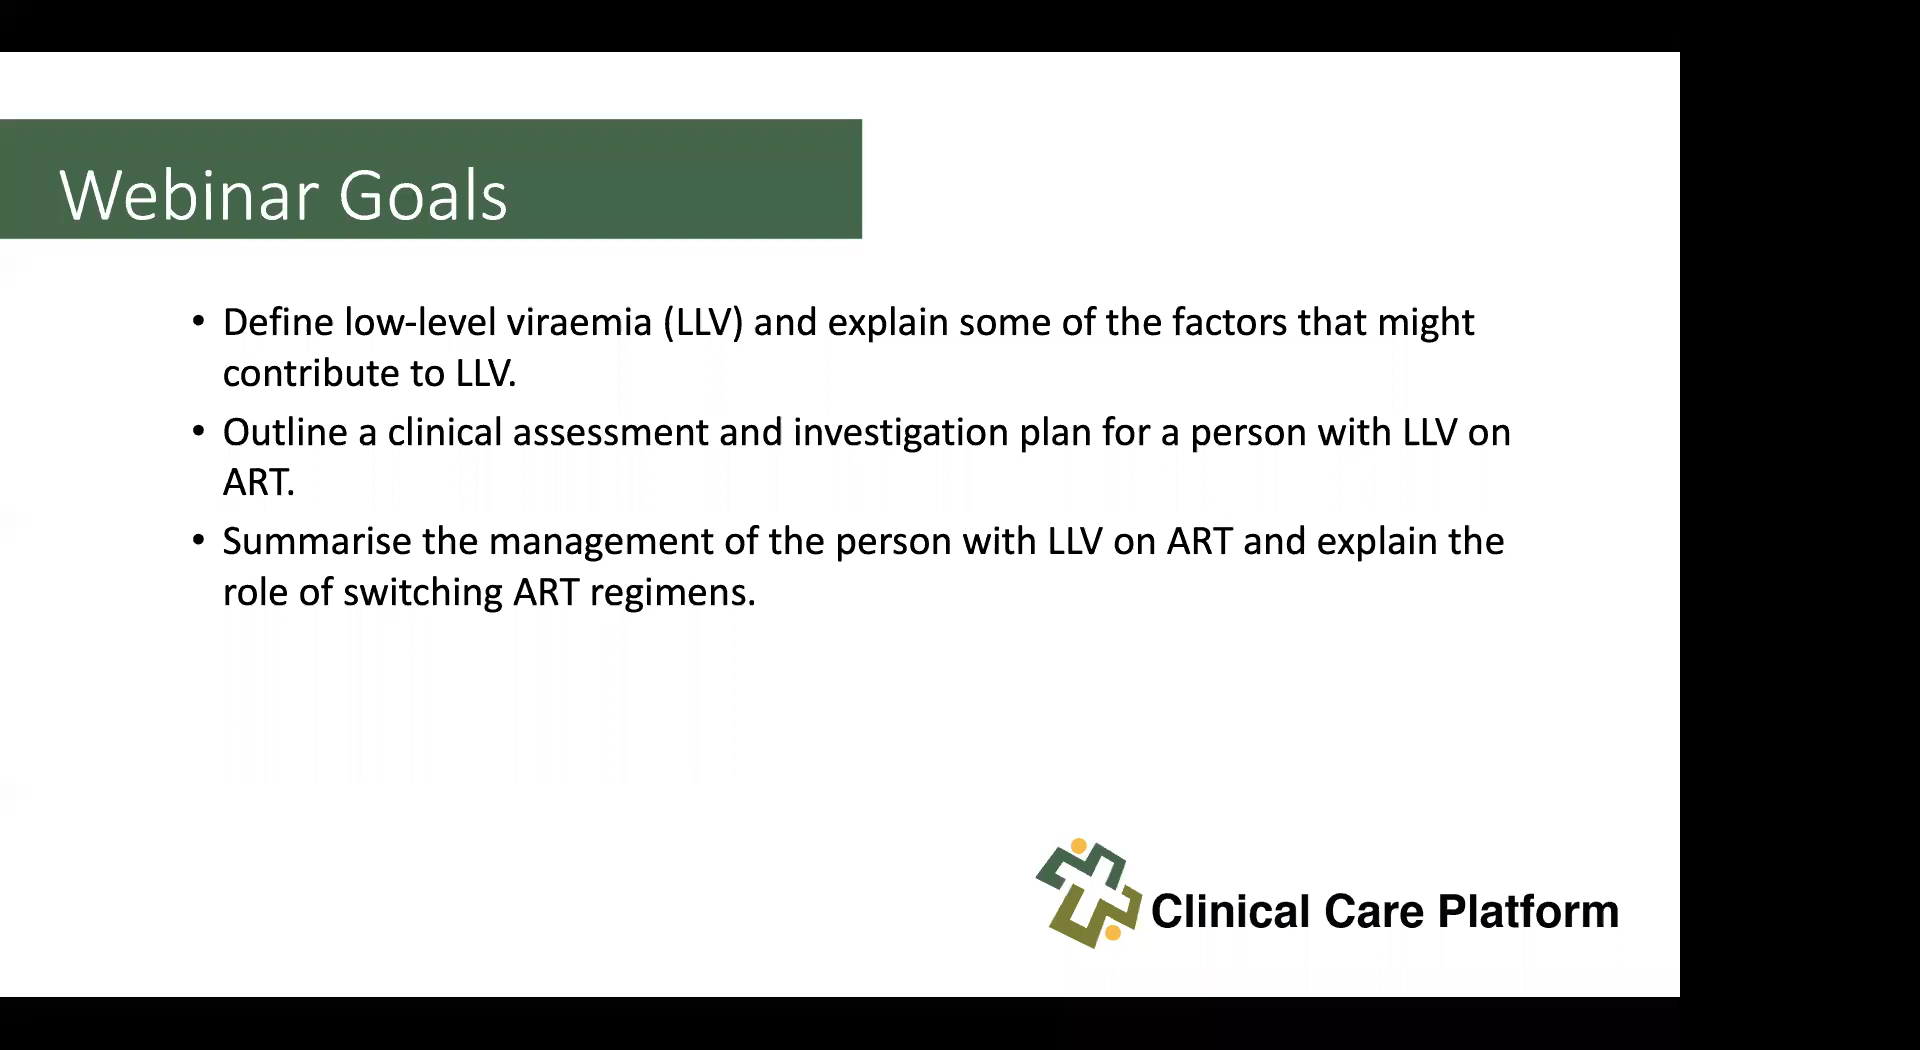 Webinar Goals
• Define low-level viraemia (LLV) and explain some of the factors that might
contribute to LLV.
• Outline a clinical assessment and investigation plan for a person with LLV on
ART.
• Summarise the management of the person with LLV on ART and explain the
role of switching ART regimens.
Clinical Care Platform